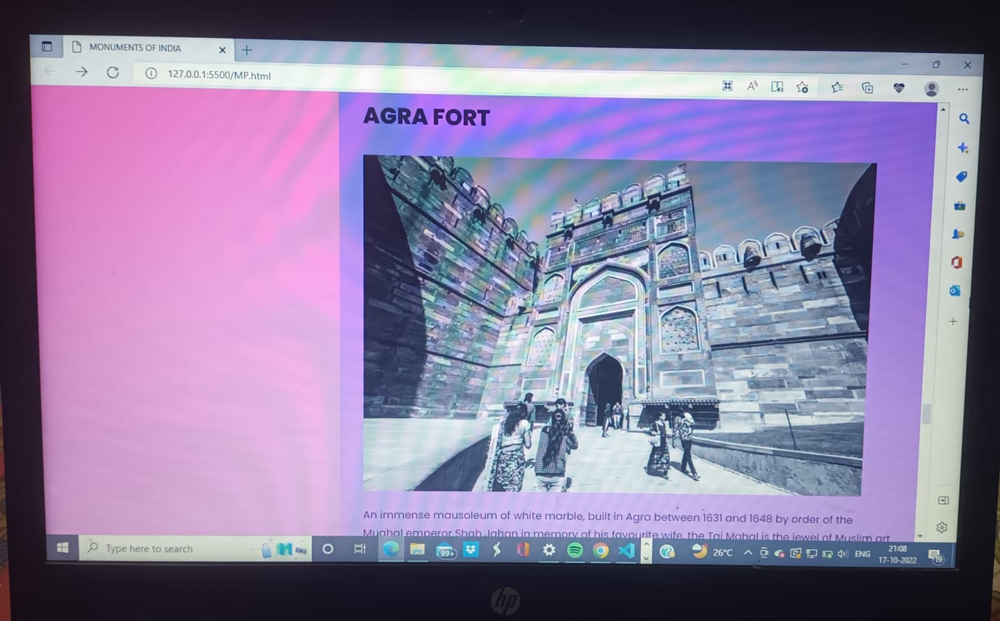 MONUMENTS OF INDIA
127.0.0.1:5500/MP.html
AGRA FORT
An immense mausoleum of white marble, built in Agra between 1631 and 1648 by order of the
Mughal emperor Shah Jahan in memory of his favourite wife, the Taj Mahal is the jewel of Muslim art
Type here to search
99+
26°C
ENG
21:08
17-10-2022
19
hp